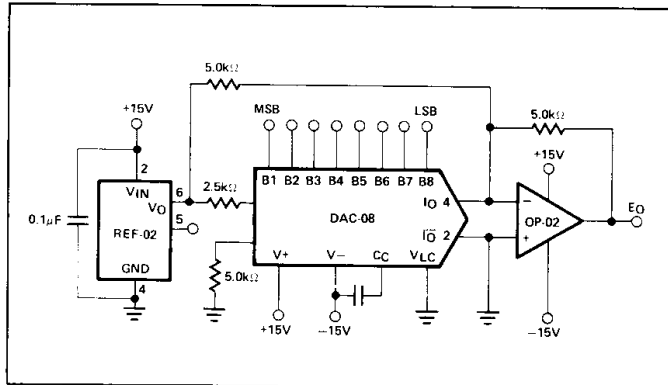 5.0kΩ
+15V
MSB
LSB
5.0kΩ
2
+15V
VIN
6
2.5kΩ
B1 B2 B3 B4 B5 B6 B7 B8
VO
IO 4
−
EO
0.1µF
5
DAC-08
OP-02
REF-02
IO 2
+
GND
V+
V−
CC
VLC
4
5.0kΩ
+15V
−15V
−15V